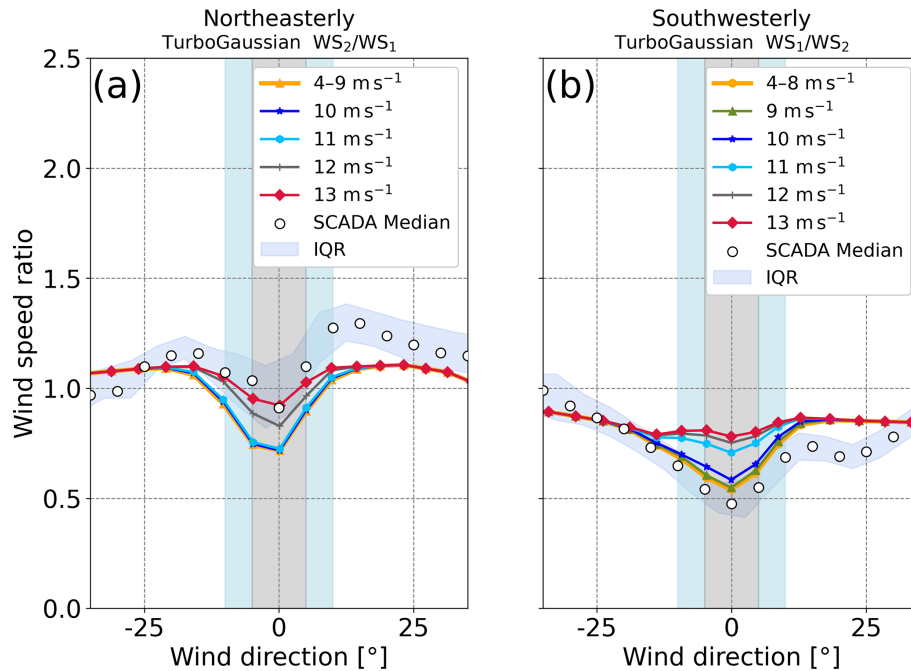 Northeasterly
TurboGaussian WS₂/WS₁
(a)
4–9 m s⁻¹
10 m s⁻¹
11 m s⁻¹
12 m s⁻¹
13 m s⁻¹
SCADA Median
IQR
Wind speed ratio
2.5
2.0
1.5
1.0
0.5
0.0
-25
0
25
Wind direction [°]
Southwesterly
TurboGaussian WS₁/WS₂
(b)
4–8 m s⁻¹
9 m s⁻¹
10 m s⁻¹
11 m s⁻¹
12 m s⁻¹
13 m s⁻¹
SCADA Median
IQR
-25
0
25
Wind direction [°]